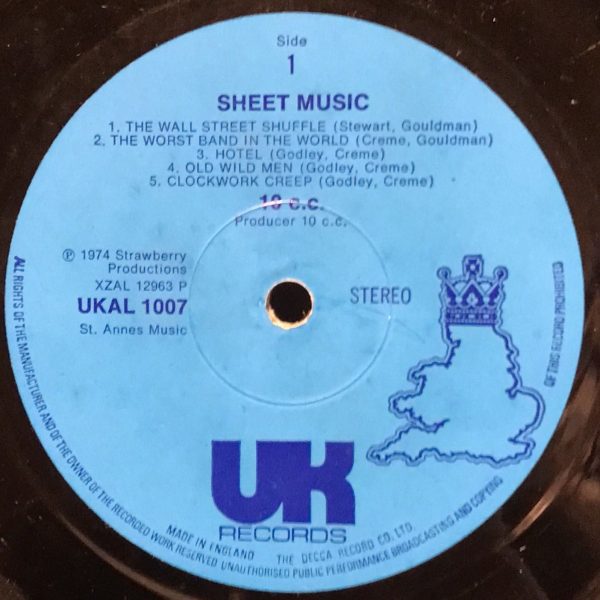 Side
1
SHEET MUSIC
1. THE WALL STREET SHUFFLE (Stewart, Gouldman)
2. THE WORST BAND IN THE WORLD (Creme, Gouldman)
3. HOTEL (Godley, Creme)
4. OLD WILD MEN (Godley, Creme)
5. CLOCKWORK CREEP (Godley, Creme)
10 c.c.
Producer 10 c.c.
℗ 1974 Strawberry
Productions
XZAL 12963 P
UKAL 1007
St. Annes Music
STEREO
UK
RECORDS
MADE IN ENGLAND THE DECCA RECORD CO. LTD.
ALL RIGHTS OF THE MANUFACTURER AND OF THE OWNER OF THE RECORDED WORK RESERVED UNAUTHORISED PUBLIC PERFORMANCE BROADCASTING AND COPYING OF THIS RECORD PROHIBITED